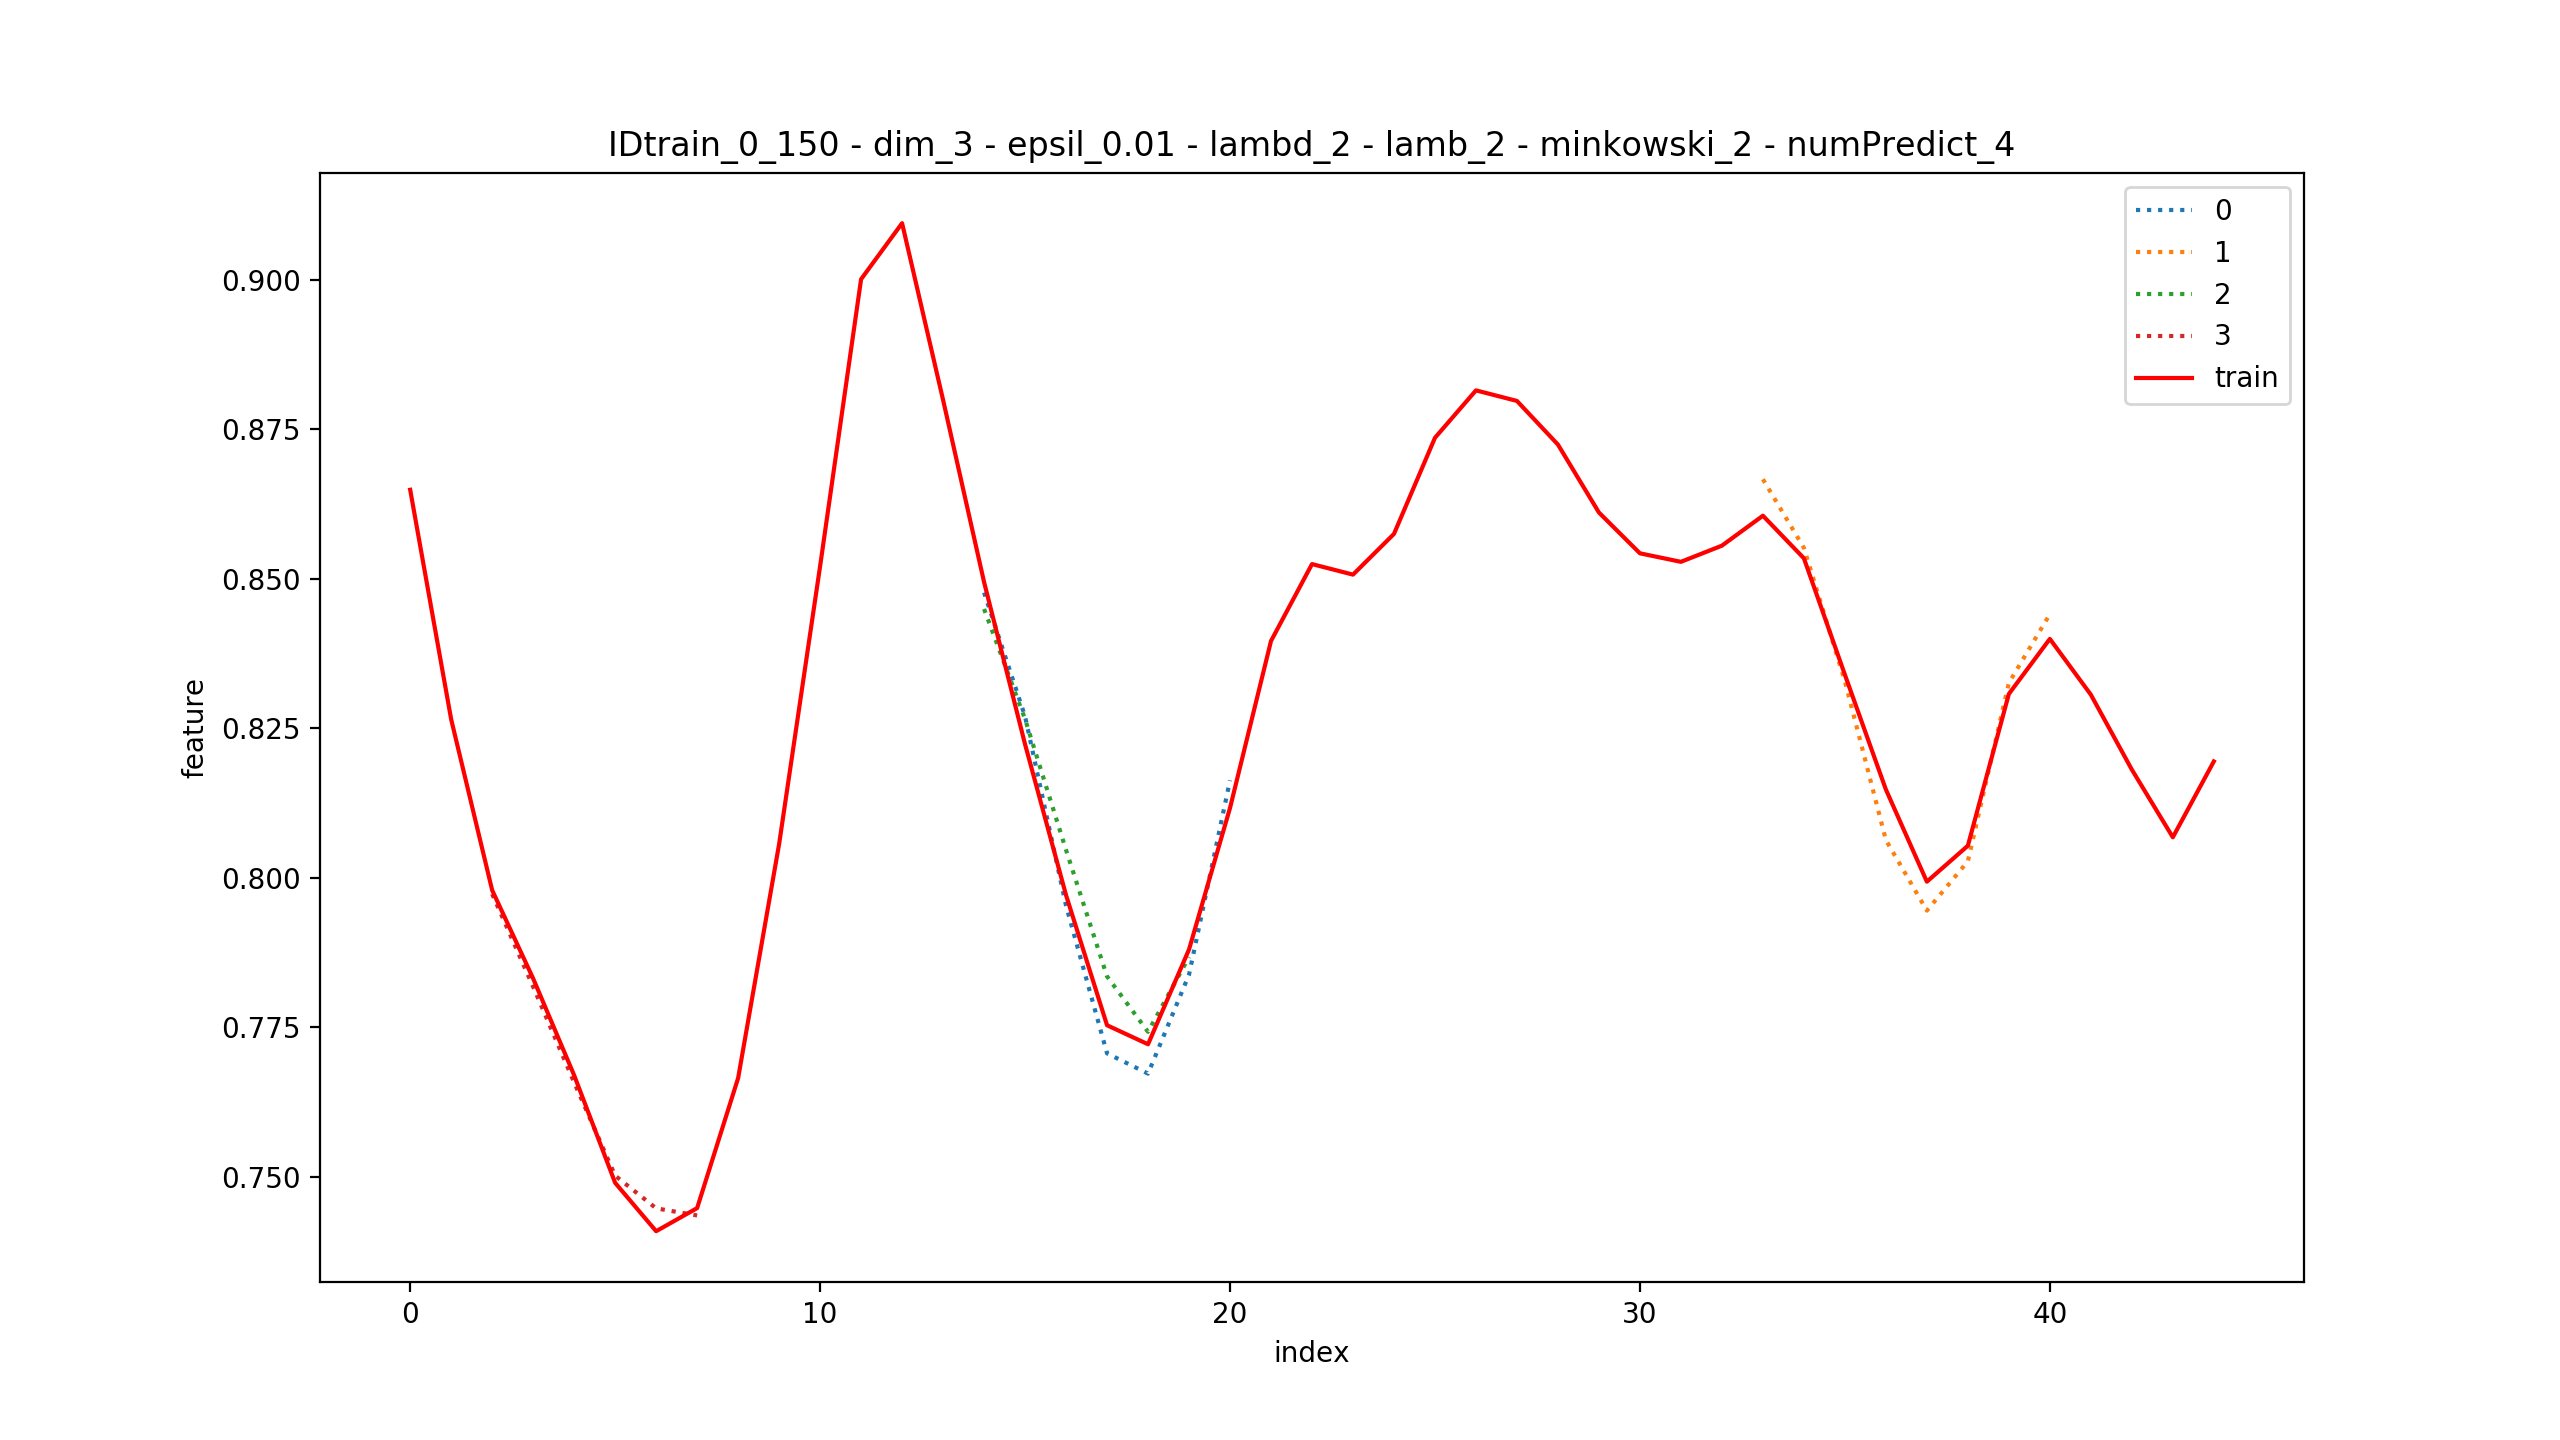 IDtrain_0_150 - dim_3 - epsil_0.01 - lambd_2 - lamb_2 - minkowski_2 - numPredict_4
0
1
2
3
train
0.900
0.875
0.850
0.825
0.800
0.775
0.750
feature
0 10 20 30 40
index